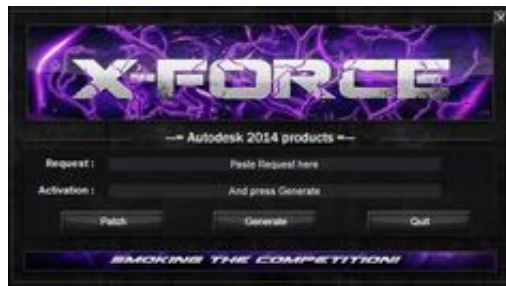 X-FORCE
--= Autodesk 2014 products =--
Request :
Paste Request here
Activation :
And press Generate
Patch
Generate
Quit
SMOKING THE COMPETITION!